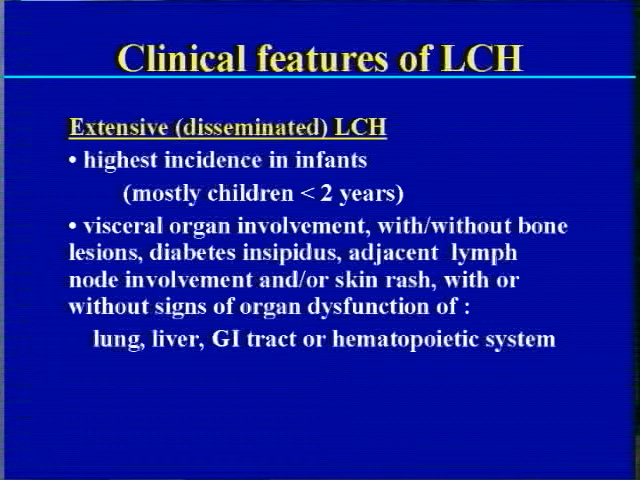 Clinical features of LCH
Extensive (disseminated) LCH
• highest incidence in infants
(mostly children < 2 years)
• visceral organ involvement, with/without bone
lesions, diabetes insipidus, adjacent lymph
node involvement and/or skin rash, with or
without signs of organ dysfunction of :
lung, liver, GI tract or hematopoietic system